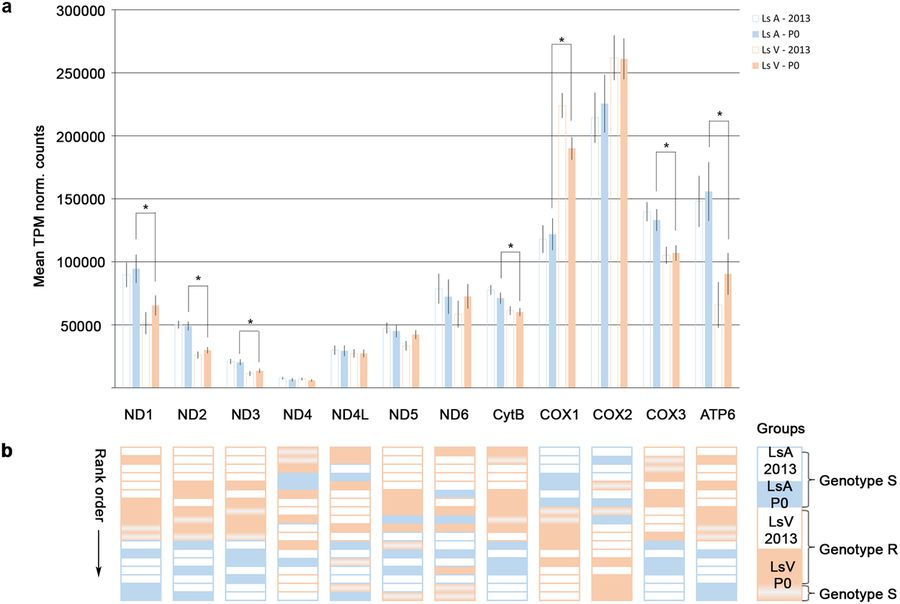 a
300000
250000
200000
150000
100000
50000
Mean TPM norm. counts
Ls A - 2013
Ls A - P0
Ls V - 2013
Ls V - P0
*
*
*
*
*
*
*
ND1 ND2 ND3 ND4 ND4L ND5 ND6 CytB COX1 COX2 COX3 ATP6
b
Rank order
Groups
LsA
2013
LsA
P0
LsV
2013
LsV
P0
Genotype S
Genotype R
Genotype S